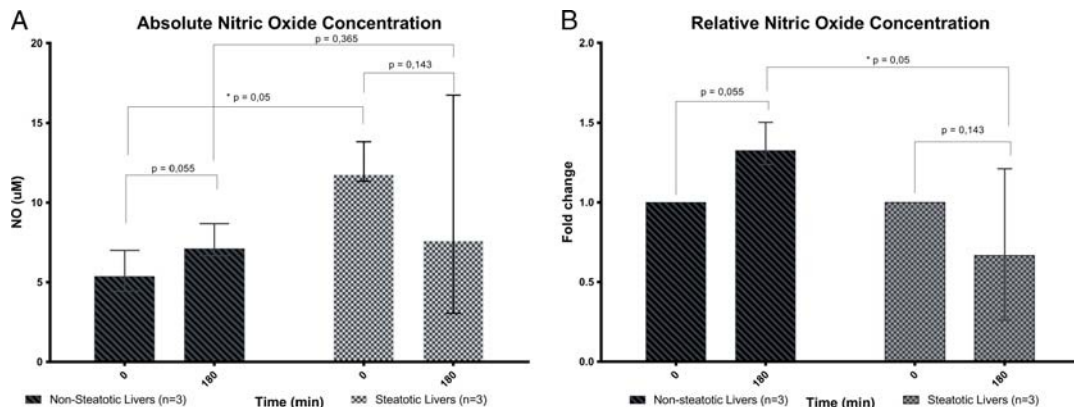 A
Absolute Nitric Oxide Concentration
20
15
10
5
0
NO (uM)
p = 0,365
p = 0,143
* p = 0,05
p = 0,055
0
180
0
180
Non-Steatotic Livers (n=3)
Time (min)
Steatotic Livers (n=3)
B
Relative Nitric Oxide Concentration
2.0
1.5
1.0
0.5
0.0
Fold change
* p = 0,05
p = 0,055
p = 0,143
0
180
0
180
Non-steatotic Livers (n=3)
Time (min)
Steatotic Livers (n=3)